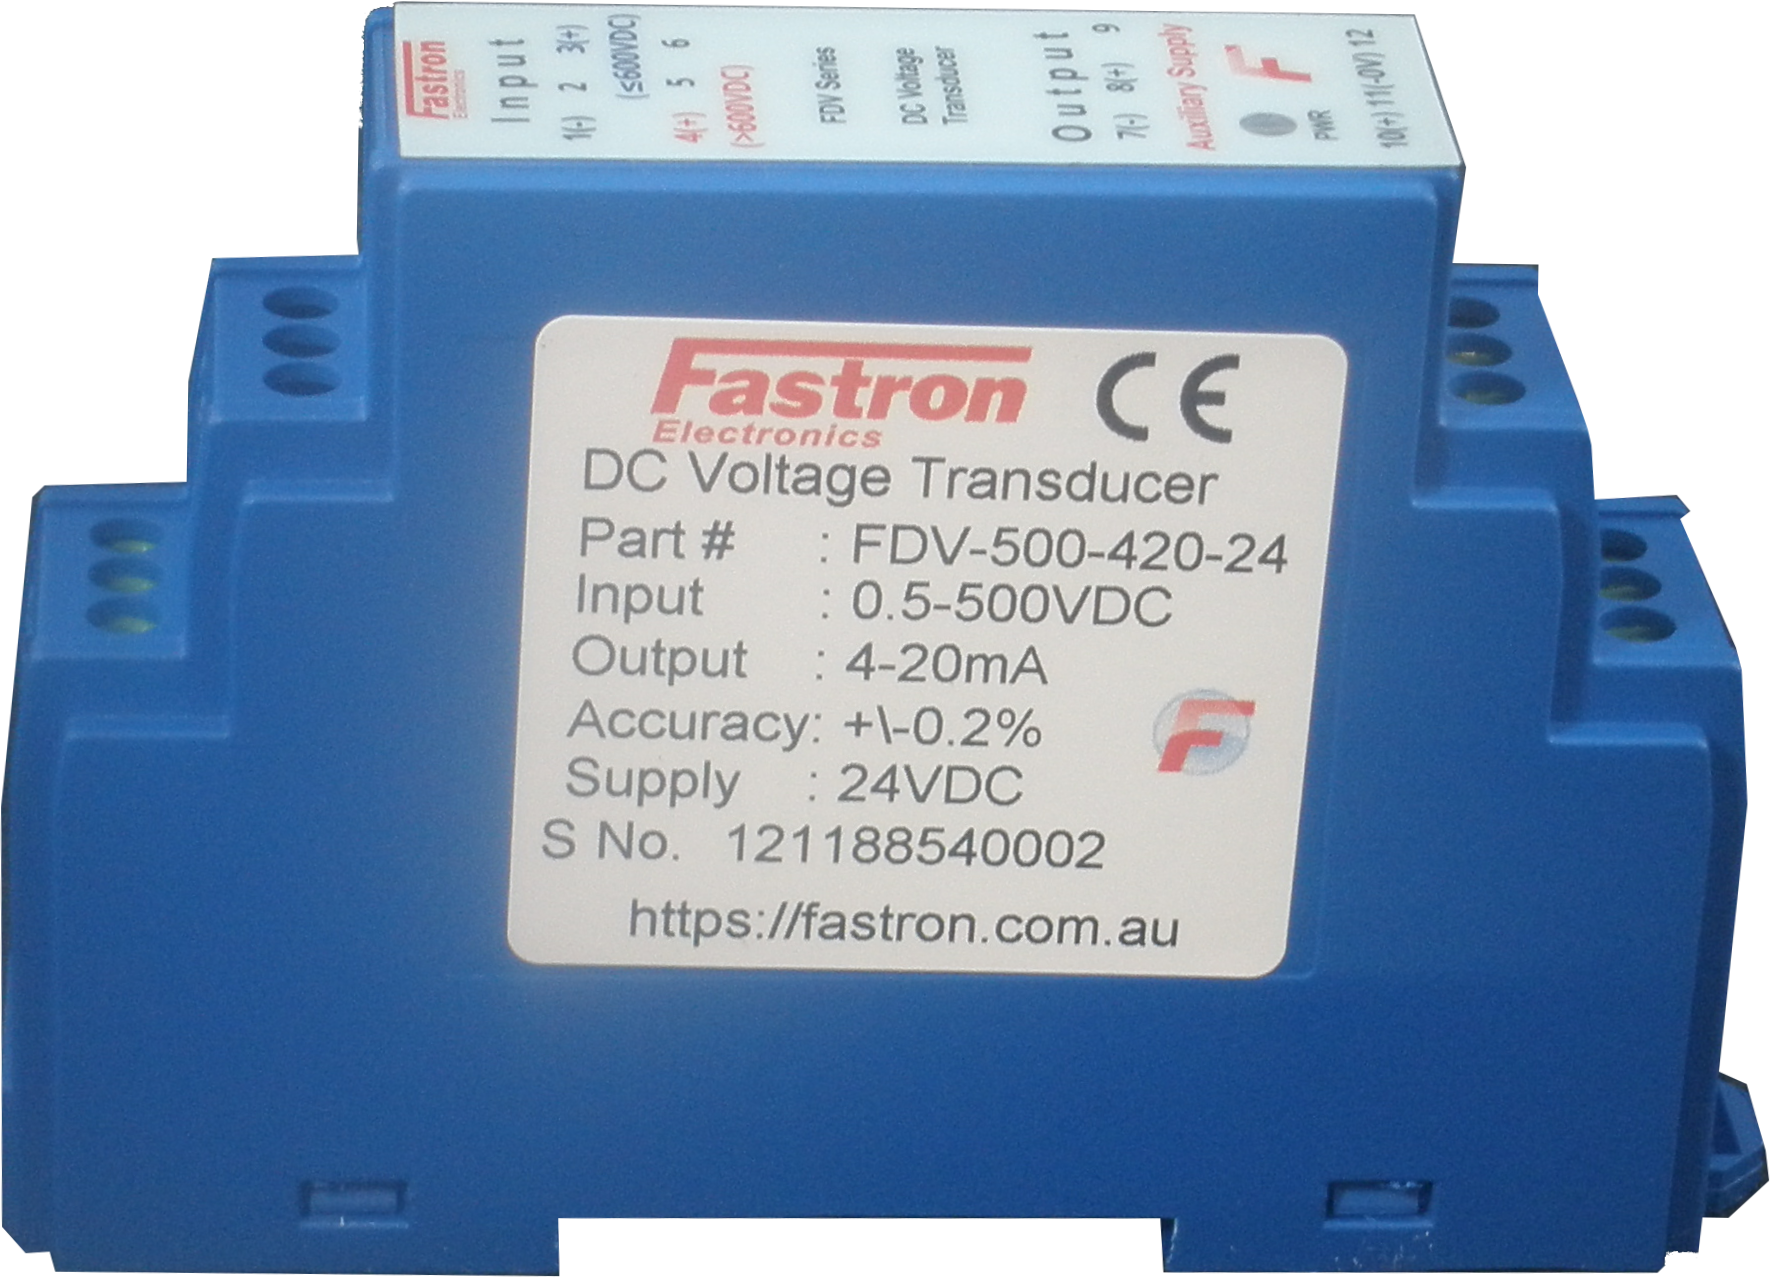 Fastron
Electronics
Input
1(-) 2 3(+)
(≤600VDC)
4(+) 5 6
(>600VDC)
FDV Series
DC Voltage
Transducer
Output
7(-) 8(+) 9
Auxiliary Supply
F
PWR
10(+) 11(-0V) 12
Fastron CE
Electronics
DC Voltage Transducer
Part # : FDV-500-420-24
Input : 0.5-500VDC
Output : 4-20mA
Accuracy: +\-0.2%
F
Supply : 24VDC
S No. 121188540002
https://fastron.com.au